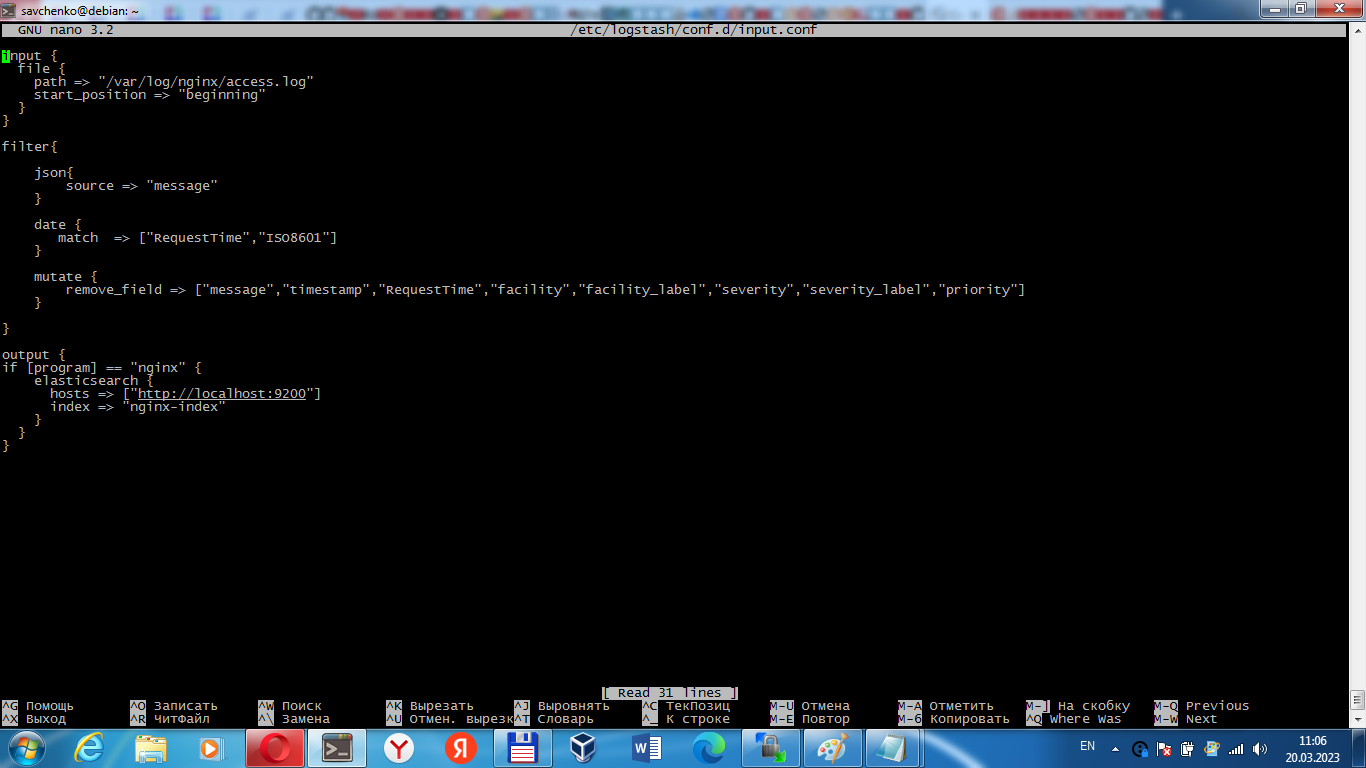 savchenko@debian: ~
GNU nano 3.2 /etc/logstash/conf.d/input.conf
input {
file {
path => "/var/log/nginx/access.log"
start_position => "beginning"
}
}
filter{
json{
source => "message"
}
date {
match => ["RequestTime","ISO8601"]
}
mutate {
remove_field => ["message","timestamp","RequestTime","facility","facility_label","severity","severity_label","priority"]
}
}
output {
if [program] == "nginx" {
elasticsearch {
hosts => ["http://localhost:9200"]
index => "nginx-index"
}
}
}
[ Read 31 lines ]
^G Помощь ^O Записать ^W Поиск ^K Вырезать ^J Выровнять ^C ТекПозиц M-U Отмена M-A Отметить M-] На скобку M-Q Previous
^X Выход ^R ЧитФайл ^\ Замена ^U Отмен. вырезк ^T Словарь ^_ К строке M-E Повтор M-6 Копировать ^Q Where Was M-W Next
EN 11:06
20.03.2023